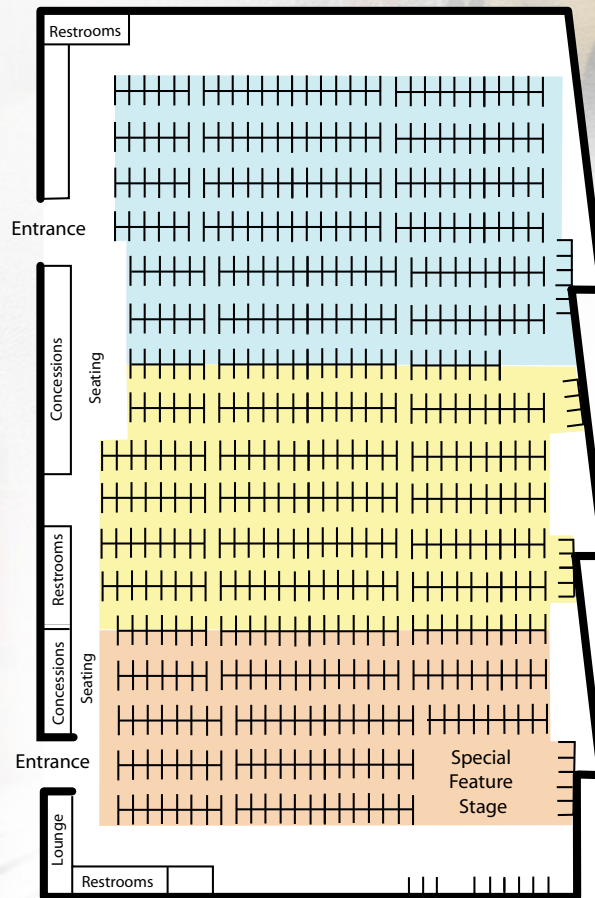 Restrooms
Entrance
Concessions
Seating
Restrooms
Concessions
Seating
Entrance
Special
Feature
Stage
Lounge
Restrooms